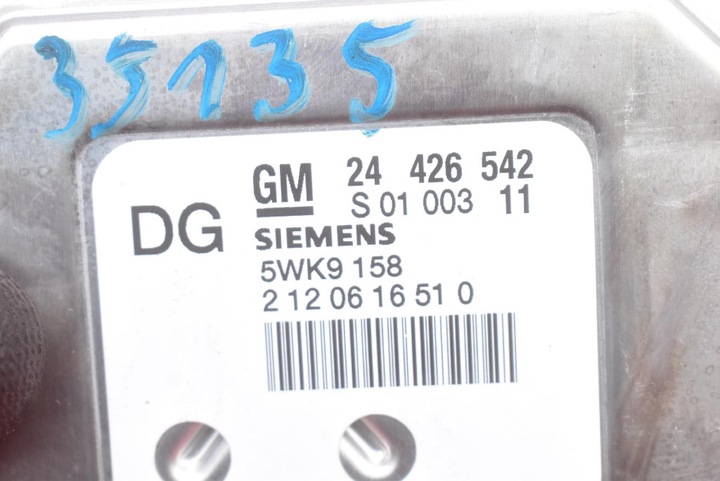 35135
GM 24 426 542
S 01 003 11
DG SIEMENS
5WK9 158
2 12 06 16 51 0